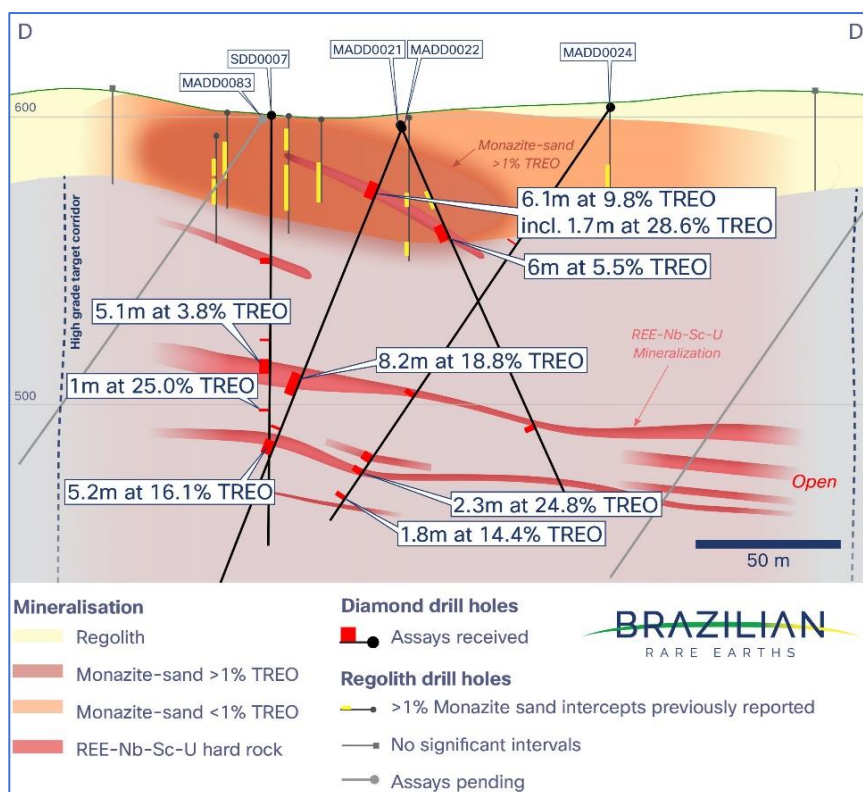 D
D
SDD0007
MADD0021
MADD0022
MADD0024
MADD0083
600
Monazite-sand
>1% TREO
6.1m at 9.8% TREO
incl. 1.7m at 28.6% TREO
6m at 5.5% TREO
High grade target corridor
5.1m at 3.8% TREO
REE-Nb-Sc-U
Mineralization
8.2m at 18.8% TREO
1m at 25.0% TREO
500
Open
5.2m at 16.1% TREO
2.3m at 24.8% TREO
1.8m at 14.4% TREO
50 m
Mineralisation
Regolith
Monazite-sand >1% TREO
Monazite-sand <1% TREO
REE-Nb-Sc-U hard rock
Diamond drill holes
Assays received
Regolith drill holes
>1% Monazite sand intercepts previously reported
No significant intervals
Assays pending
BRAZILIAN
RARE EARTHS